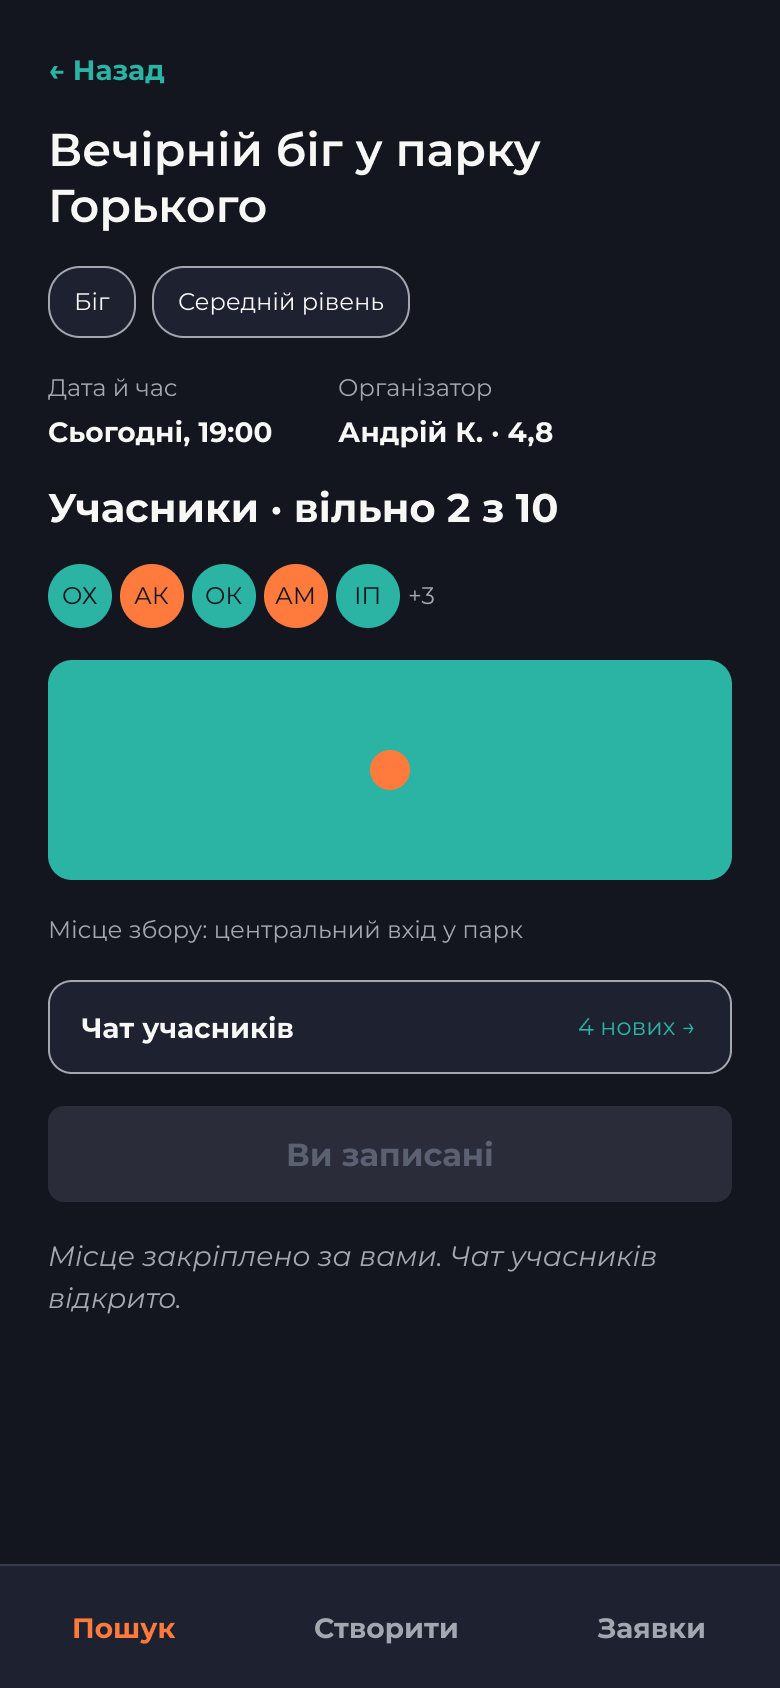 ← Назад
Вечірній біг у парку
Горького
Біг
Середній рівень
Дата й час
Організатор
Сьогодні, 19:00
Андрій К. · 4,8
Учасники · вільно 2 з 10
ОХ АК ОК АМ ІП +3
Місце збору: центральний вхід у парк
Чат учасників
4 нових →
Ви записані
Місце закріплено за вами. Чат учасників
відкрито.
Пошук
Створити
Заявки